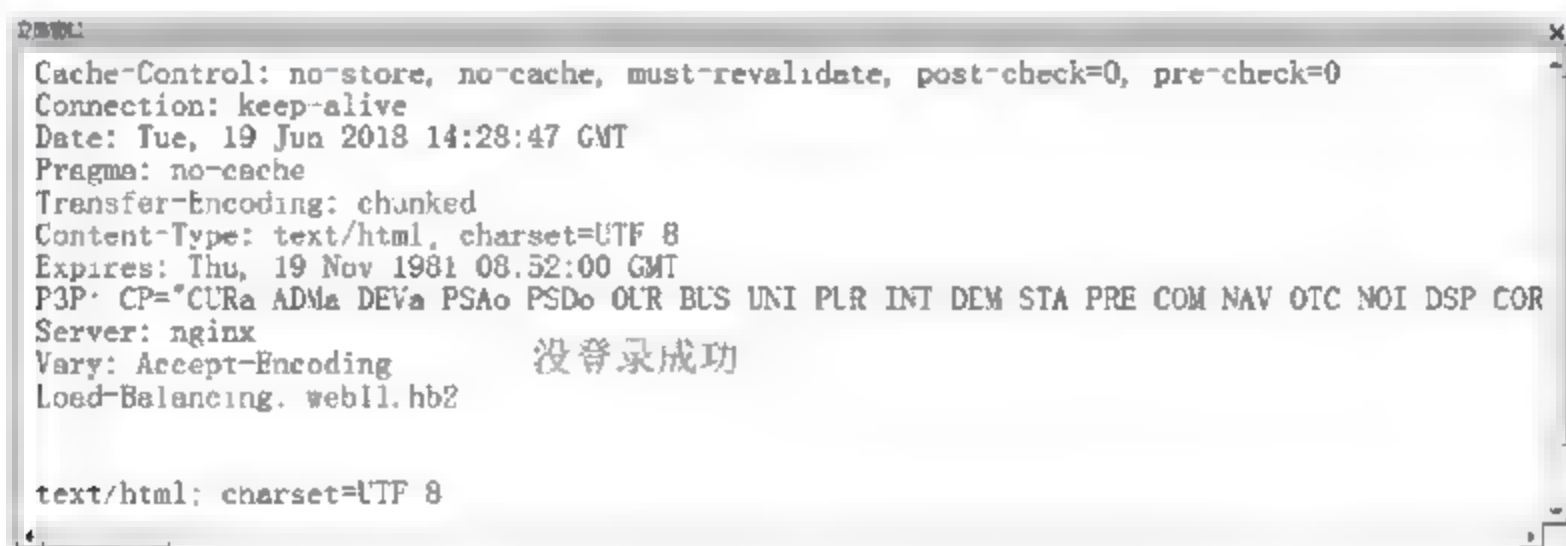 立即窗口
Cache-Control: no-store, no-cache, must-revalidate, post-check=0, pre-check=0
Connection: keep-alive
Date: Tue, 19 Jun 2018 14:28:47 GMT
Pragma: no-cache
Transfer-Encoding: chunked
Content-Type: text/html, charset=UTF 8
Expires: Thu, 19 Nov 1981 08.52:00 GMT
P3P: CP="CURa ADMa DEVa PSAo PSDo OUR BUS UNI PUR INT DEM STA PRE COM NAV OTC NOI DSP COR
Server: nginx
Vary: Accept-Encoding 没登录成功
Load-Balancing. web11.hb2
text/html; charset=UTF 8